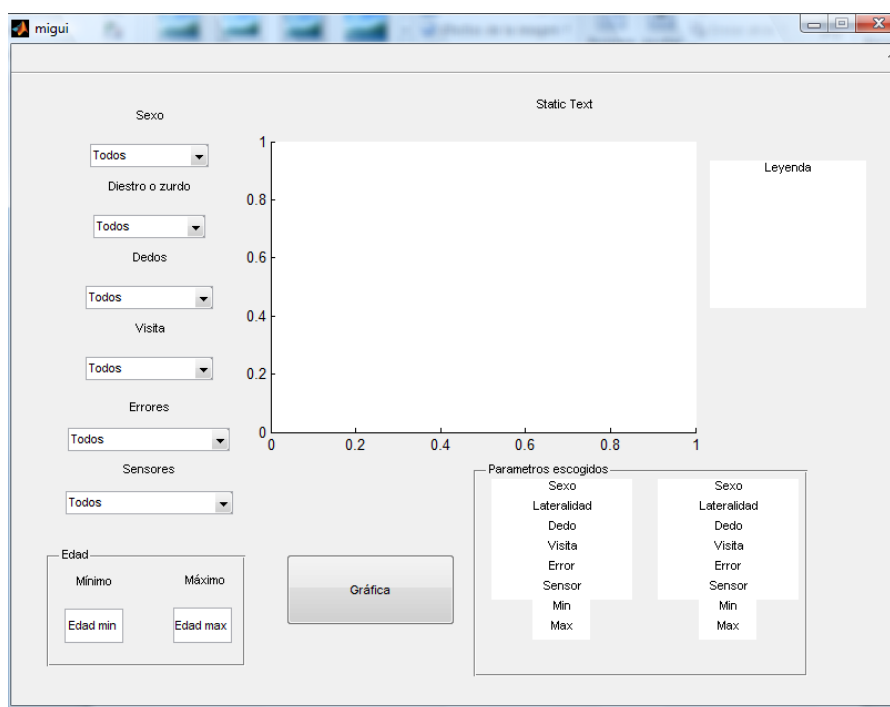 migui
Static Text
Sexo
Todos
Diestro o zurdo
Todos
Dedos
Todos
Visita
Todos
Errores
Todos
Sensores
Todos
Edad
Mínimo Máximo
Edad min Edad max
1
0.8
0.6
0.4
0.2
0
0 0.2 0.4 0.6 0.8 1
Leyenda
Gráfica
Parametros escogidos
Sexo Sexo
Lateralidad Lateralidad
Dedo Dedo
Visita Visita
Error Error
Sensor Sensor
Min Min
Max Max